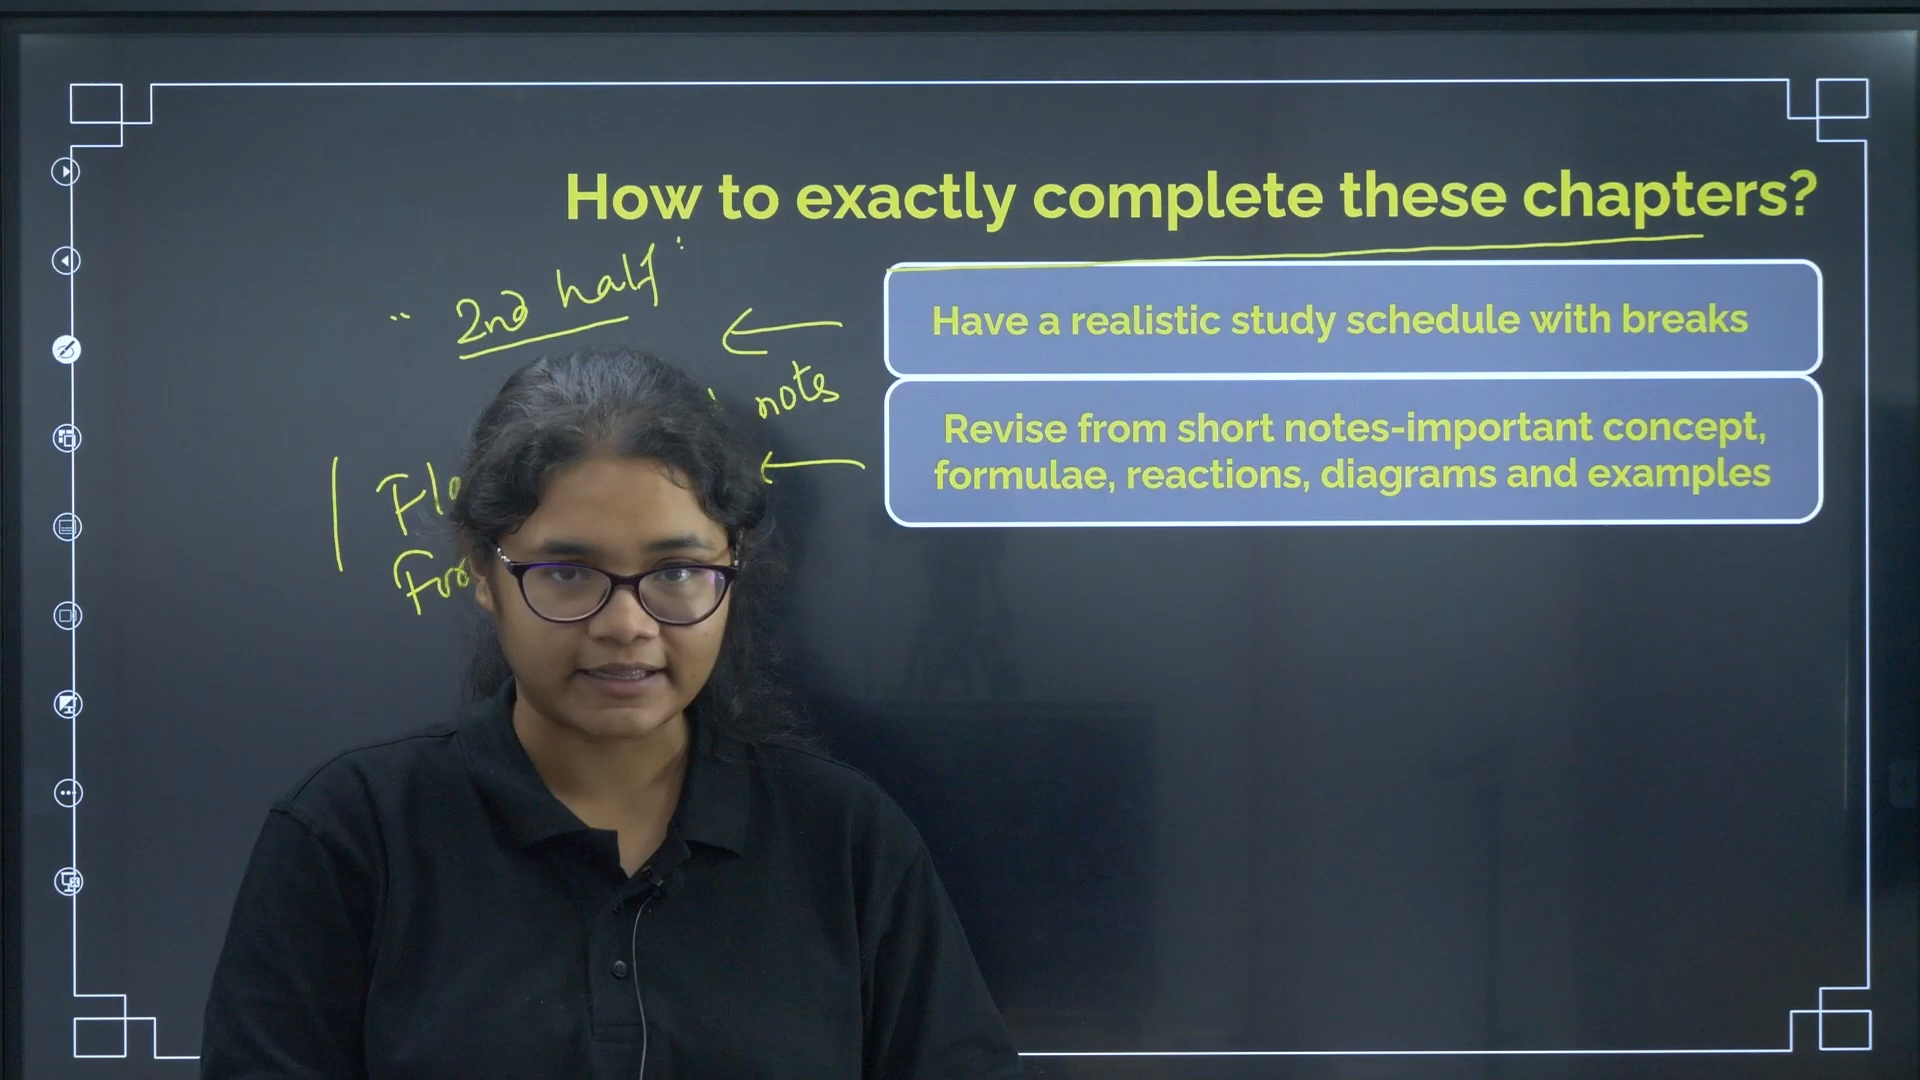 How to exactly complete these chapters?
"2nd half"
Have a realistic study schedule with breaks
notes
Revise from short notes-important concept,
formulae, reactions, diagrams and examples